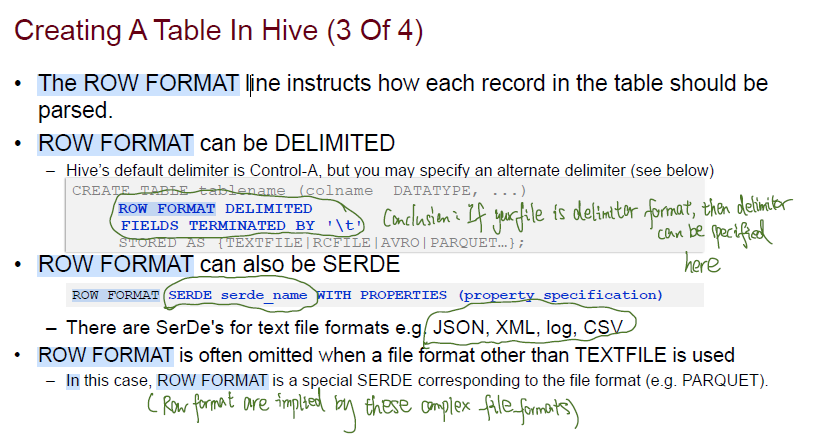 Creating A Table In Hive (3 Of 4)
• The ROW FORMAT line instructs how each record in the table should be
parsed.
• ROW FORMAT can be DELIMITED
– Hive's default delimiter is Control-A, but you may specify an alternate delimiter (see below)
CREATE TABLE tablename (colname DATATYPE, ...)
ROW FORMAT DELIMITED
FIELDS TERMINATED BY '\t'
STORED AS {TEXTFILE|RCFILE|AVRO|PARQUET…};
Conclusion: If your file is delimitor format, then delimitor
can be specified
here
• ROW FORMAT can also be SERDE
ROW FORMAT SERDE serde_name WITH PROPERTIES (property_specification)
– There are SerDe's for text file formats e.g. JSON, XML, log, CSV
• ROW FORMAT is often omitted when a file format other than TEXTFILE is used
– In this case, ROW FORMAT is a special SERDE corresponding to the file format (e.g. PARQUET).
(Row format are implied by these complex file formats)